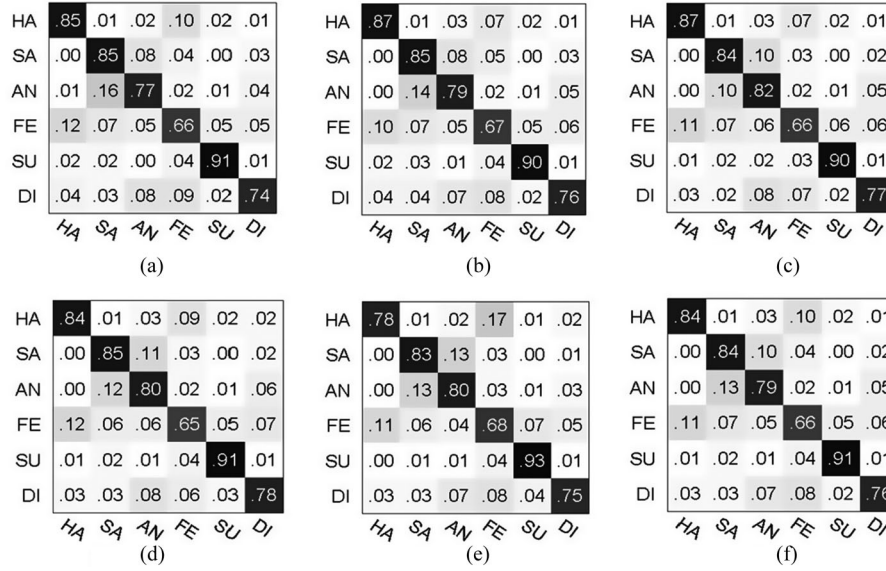 HA .85 .01 .02 .10 .02 .01
SA .00 .85 .08 .04 .00 .03
AN .01 .16 .77 .02 .01 .04
FE .12 .07 .05 .66 .05 .05
SU .02 .02 .00 .04 .91 .01
DI .04 .03 .08 .09 .02 .74
HA SA AN FE SU DI
(a)
HA .87 .01 .03 .07 .02 .01
SA .00 .85 .08 .05 .00 .03
AN .00 .14 .79 .02 .01 .05
FE .10 .07 .05 .67 .05 .06
SU .02 .03 .01 .04 .90 .01
DI .04 .04 .07 .08 .02 .76
HA SA AN FE SU DI
(b)
HA .87 .01 .03 .07 .02 .01
SA .00 .84 .10 .03 .00 .02
AN .00 .10 .82 .02 .01 .05
FE .11 .07 .06 .66 .06 .06
SU .01 .02 .02 .03 .90 .01
DI .03 .02 .08 .07 .02 .77
HA SA AN FE SU DI
(c)
HA .84 .01 .03 .09 .02 .02
SA .00 .85 .11 .03 .00 .02
AN .00 .12 .80 .02 .01 .06
FE .12 .06 .06 .65 .05 .07
SU .01 .02 .01 .04 .91 .01
DI .03 .03 .08 .06 .03 .78
HA SA AN FE SU DI
(d)
HA .78 .01 .02 .17 .01 .02
SA .00 .83 .13 .03 .00 .01
AN .00 .13 .80 .03 .01 .03
FE .11 .06 .04 .68 .07 .05
SU .00 .01 .01 .04 .93 .01
DI .03 .03 .07 .08 .04 .75
HA SA AN FE SU DI
(e)
HA .84 .01 .03 .10 .02 .01
SA .00 .84 .10 .04 .00 .02
AN .00 .13 .79 .02 .01 .05
FE .11 .07 .05 .66 .05 .06
SU .01 .02 .01 .04 .91 .01
DI .03 .03 .07 .08 .02 .76
HA SA AN FE SU DI
(f)